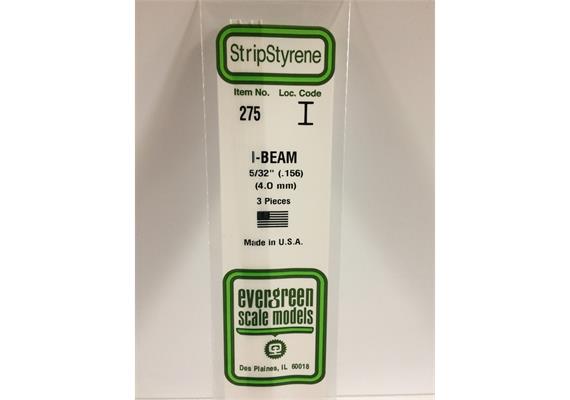 StripStyrene
Item No. Loc. Code
275 I
I-BEAM
5/32" (.156)
(4.0 mm)
3 Pieces
Made in U.S.A.
evergreen
scale models
Des Plaines, IL 60018